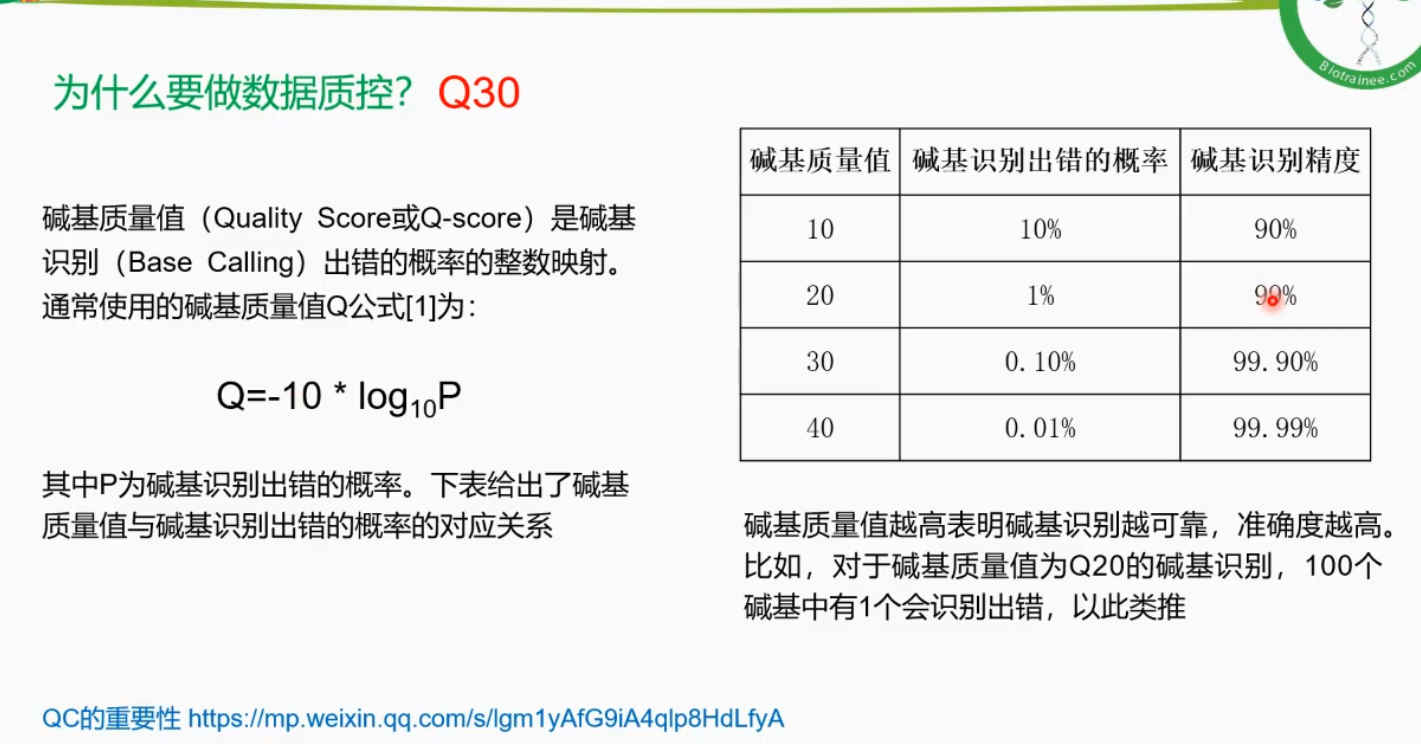 Biotrainee.com
为什么要做数据质控？ Q30
碱基质量值（Quality Score或Q-score）是碱基
识别（Base Calling）出错的概率的整数映射。
通常使用的碱基质量值Q公式[1]为：
Q=-10 * log10P
其中P为碱基识别出错的概率。下表给出了碱基
质量值与碱基识别出错的概率的对应关系
碱基质量值 碱基识别出错的概率 碱基识别精度
10 10% 90%
20 1% 99%
30 0.10% 99.90%
40 0.01% 99.99%
碱基质量值越高表明碱基识别越可靠，准确度越高。
比如，对于碱基质量值为Q20的碱基识别，100个
碱基中有1个会识别出错，以此类推
QC的重要性 https://mp.weixin.qq.com/s/lgm1yAfG9iA4qlp8HdLfyA